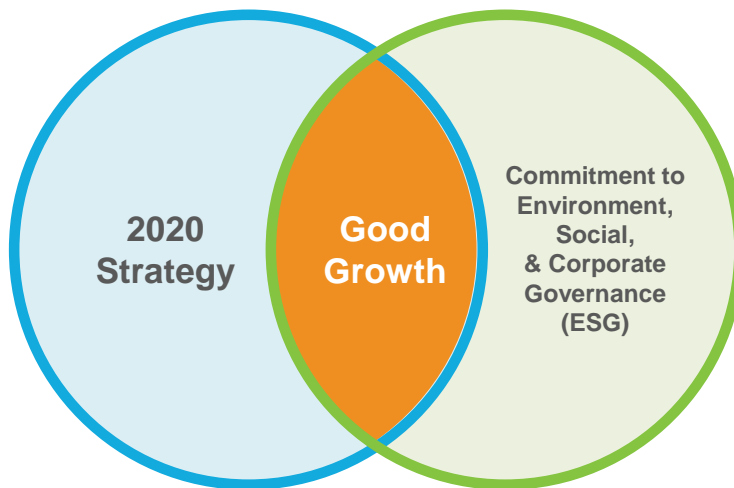 2020
Strategy
Good
Growth
Commitment to
Environment,
Social,
& Corporate
Governance
(ESG)